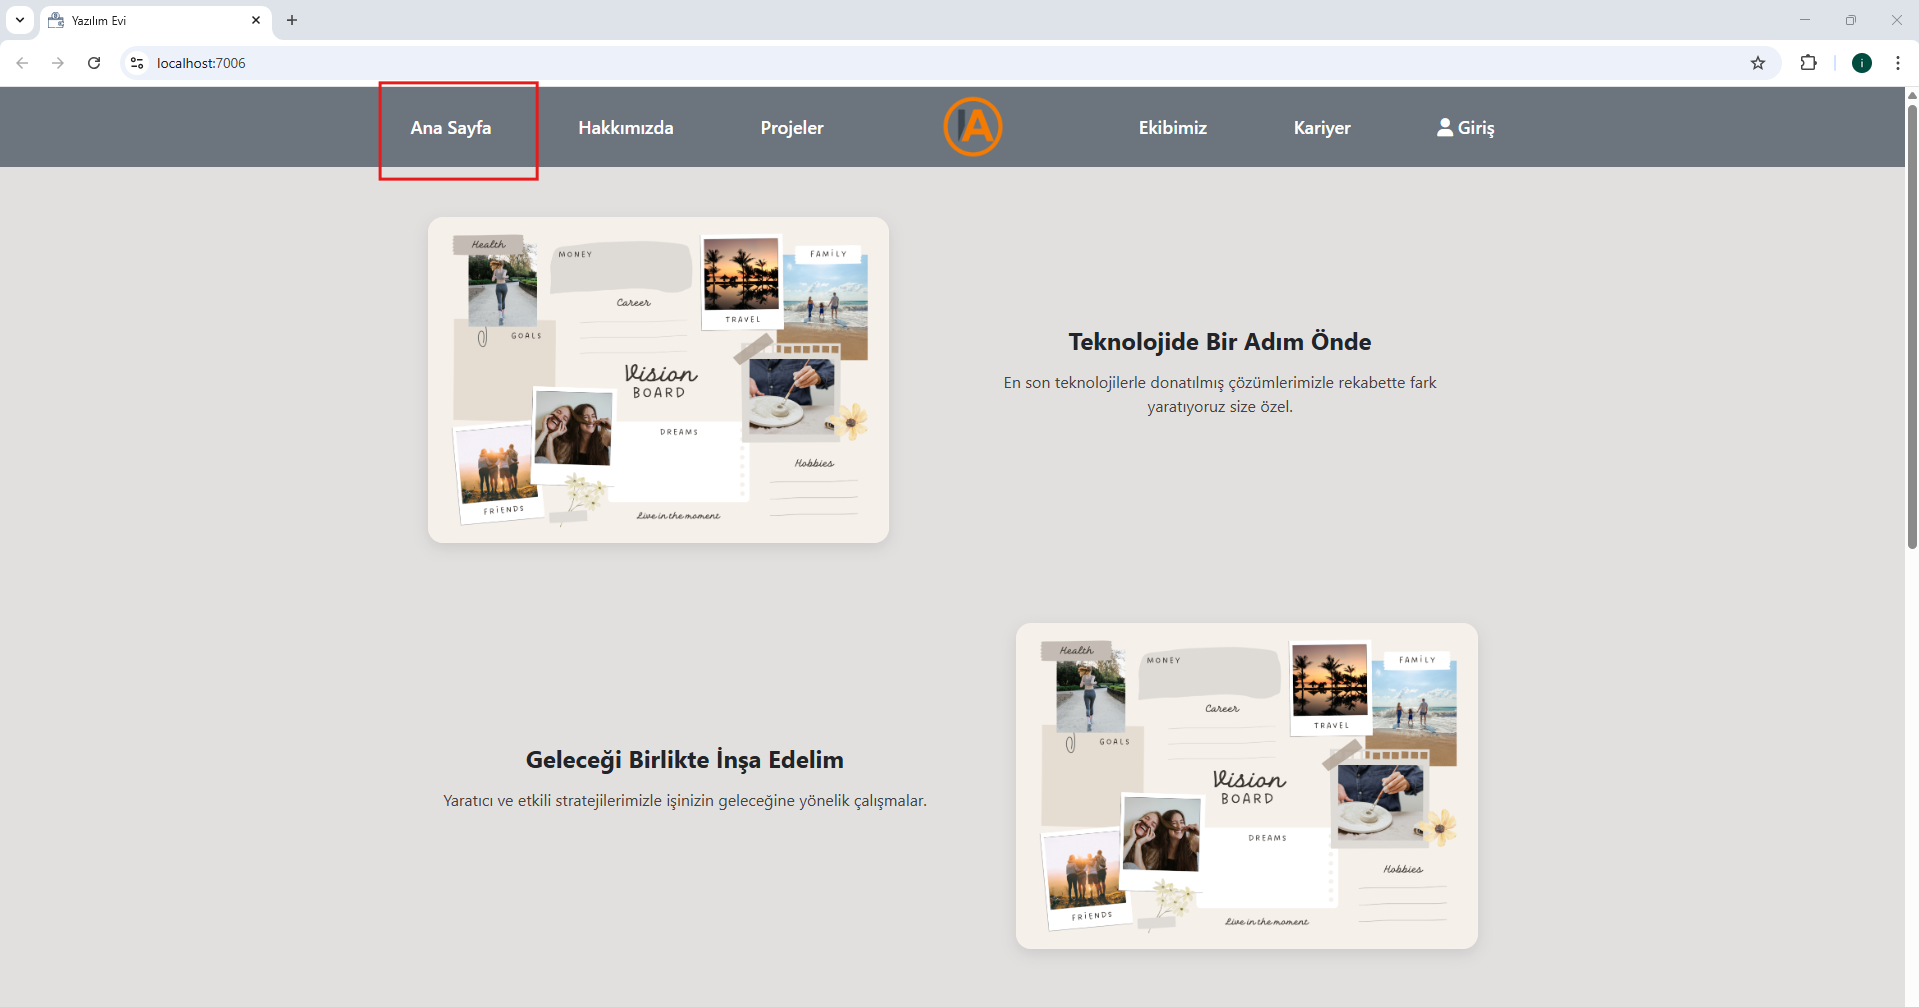 Yazılım Evi
localhost:7006
Ana Sayfa
Hakkımızda
Projeler
A
Ekibimiz
Kariyer
Giriş
i
Health
MONEY
Career
TRAVEL
FAMILY
GOALS
Vision
BOARD
DREAMS
Hobbies
FRIENDS
Live in the moment
Teknolojide Bir Adım Önde
En son teknolojilerle donatılmış çözümlerimizle rekabette fark
yaratıyoruz size özel.
Geleceği Birlikte İnşa Edelim
Yaratıcı ve etkili stratejilerimizle işinizin geleceğine yönelik çalışmalar.
Health
MONEY
Career
TRAVEL
FAMILY
GOALS
Vision
BOARD
DREAMS
Hobbies
FRIENDS
Live in the moment